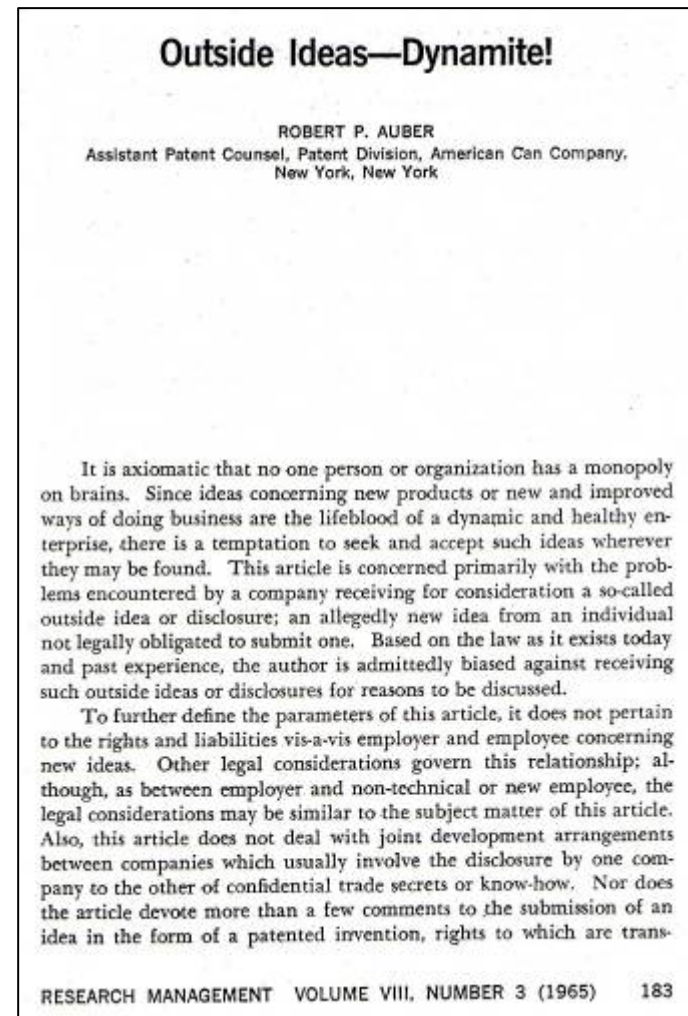 Outside Ideas—Dynamite!
ROBERT P. AUBER
Assistant Patent Counsel, Patent Division, American Can Company,
New York, New York
It is axiomatic that no one person or organization has a monopoly
on brains. Since ideas concerning new products or new and improved
ways of doing business are the lifeblood of a dynamic and healthy en-
terprise, there is a temptation to seek and accept such ideas wherever
they may be found. This article is concerned primarily with the prob-
lems encountered by a company receiving for consideration a so-called
outside idea or disclosure; an allegedly new idea from an individual
not legally obligated to submit one. Based on the law as it exists today
and past experience, the author is admittedly biased against receiving
such outside ideas or disclosures for reasons to be discussed.
To further define the parameters of this article, it does not pertain
to the rights and liabilities vis-a-vis employer and employee concerning
new ideas. Other legal considerations govern this relationship; al-
though, as between employer and non-technical or new employee, the
legal considerations may be similar to the subject matter of this article.
Also, this article does not deal with joint development arrangements
between companies which usually involve the disclosure by one com-
pany to the other of confidential trade secrets or know-how. Nor does
the article devote more than a few comments to the submission of an
idea in the form of a patented invention, rights to which are trans-
RESEARCH MANAGEMENT VOLUME VIII, NUMBER 3 (1965) 183